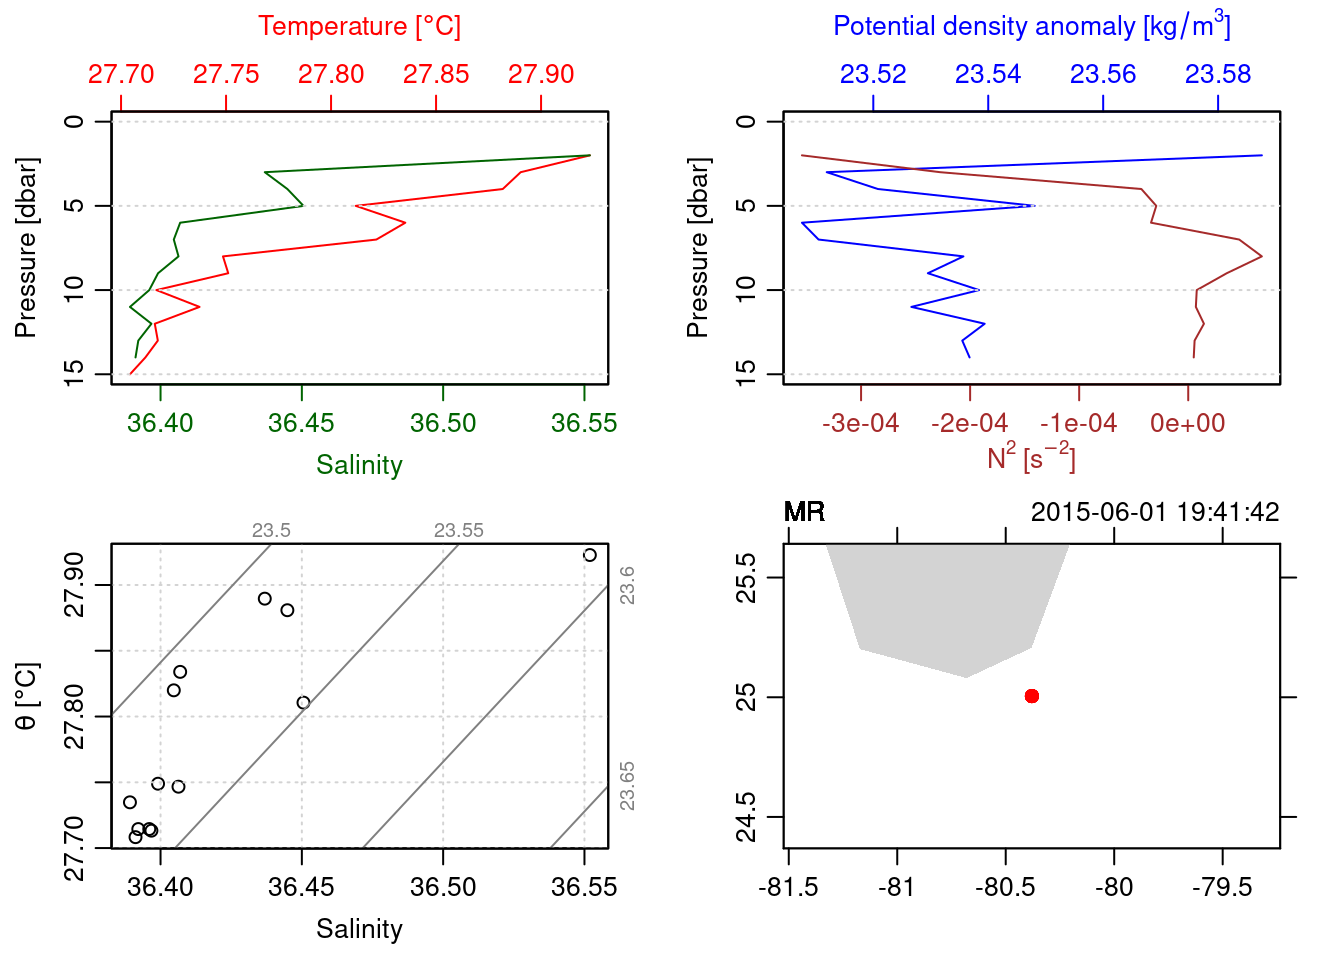 Temperature [°C]
27.70 27.75 27.80 27.85 27.90
Pressure [dbar]
0
5
10
15
36.40 36.45 36.50 36.55
Salinity
Potential density anomaly [kg/m³]
23.52 23.54 23.56 23.58
Pressure [dbar]
0
5
10
15
-3e-04 -2e-04 -1e-04 0e+00
N² [s⁻²]
23.5 23.55
23.6
23.65
θ [°C]
27.90
27.80
27.70
36.40 36.45 36.50 36.55
Salinity
MR 2015-06-01 19:41:42
25.5
25
24.5
-81.5 -81 -80.5 -80 -79.5